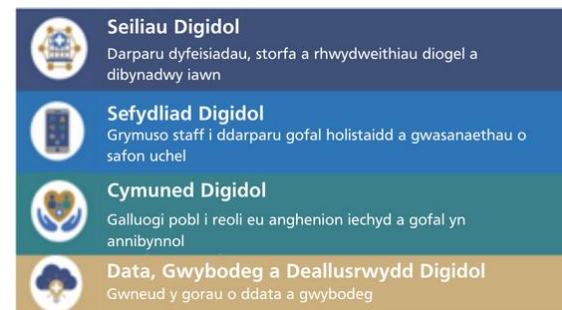 Seiliau Digidol
Darparu dyfeisiadau, storfa a rhwydweithiau diogel a
dibynadwy iawn
Sefydliad Digidol
Grymuso staff i ddarparu gofal holistaidd a gwasanaethau o
safon uchel
Cymuned Digidol
Galluogi pobl i reoli eu anghenion iechyd a gofal yn
annibynnol
Data, Gwybodeg a Deallusrwydd Digidol
Gwneud y gorau o ddata a gwybodeg